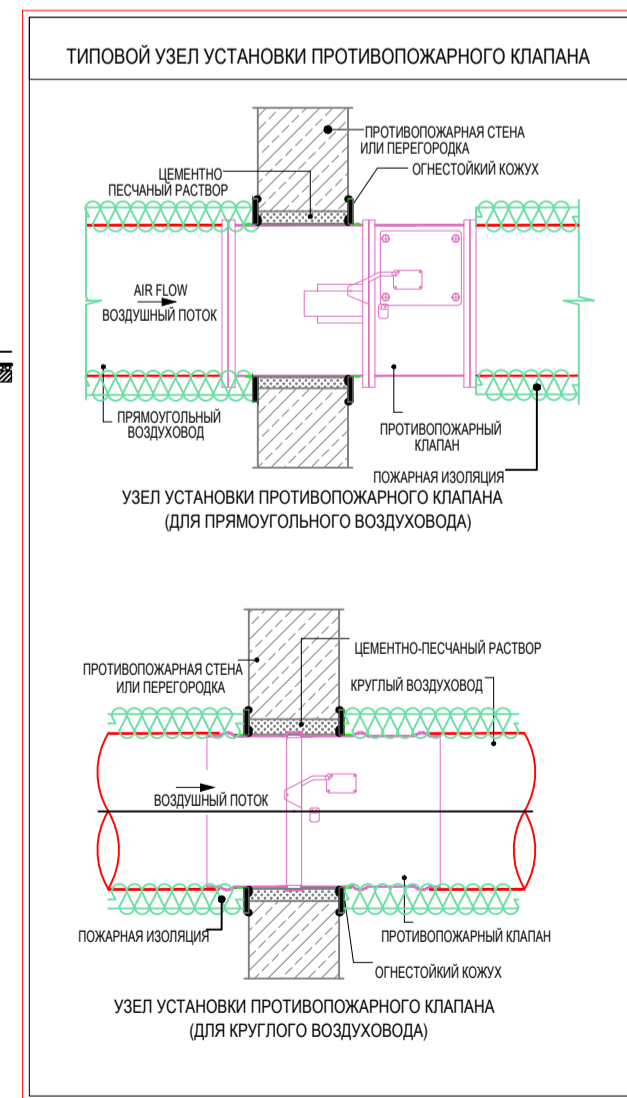 ТИПОВОЙ УЗЕЛ УСТАНОВКИ ПРОТИВОПОЖАРНОГО КЛАПАНА
ПРОТИВОПОЖАРНАЯ СТЕНА
ИЛИ ПЕРЕГОРОДКА
ОГНЕСТОЙКИЙ КОЖУХ
ЦЕМЕНТНО
ПЕСЧАНЫЙ РАСТВОР
AIR FLOW
ВОЗДУШНЫЙ ПОТОК
ПРЯМОУГОЛЬНЫЙ
ВОЗДУХОВОД
ПРОТИВОПОЖАРНЫЙ
КЛАПАН
ПОЖАРНАЯ ИЗОЛЯЦИЯ
УЗЕЛ УСТАНОВКИ ПРОТИВОПОЖАРНОГО КЛАПАНА
(ДЛЯ ПРЯМОУГОЛЬНОГО ВОЗДУХОВОДА)
ЦЕМЕНТНО-ПЕСЧАНЫЙ РАСТВОР
ПРОТИВОПОЖАРНАЯ СТЕНА
ИЛИ ПЕРЕГОРОДКА
КРУГЛЫЙ ВОЗДУХОВОД
ВОЗДУШНЫЙ ПОТОК
ПОЖАРНАЯ ИЗОЛЯЦИЯ
ПРОТИВОПОЖАРНЫЙ КЛАПАН
ОГНЕСТОЙКИЙ КОЖУХ
УЗЕЛ УСТАНОВКИ ПРОТИВОПОЖАРНОГО КЛАПАНА
(ДЛЯ КРУГЛОГО ВОЗДУХОВОДА)